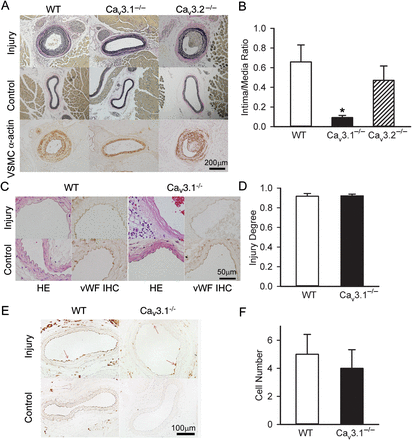 A
WT
Cav3.1−/−
Cav3.2−/−
Injury
Control
VSMC α-actin
200μm
B
Intima/Media Ratio
1.0
0.8
0.6
0.4
0.2
0.0
*
WT Cav3.1−/− Cav3.2−/−
C
WT
Cav3.1-/-
Injury
Control
HE vWF IHC HE vWF IHC
50μm
D
Injury Degree
1.0
0.8
0.6
0.4
0.2
0.0
WT Cav3.1−/−
E
WT
Cav3.1-/-
Injury
Control
100μm
F
Cell Number
6
4
2
0
WT Cav3.1−/−